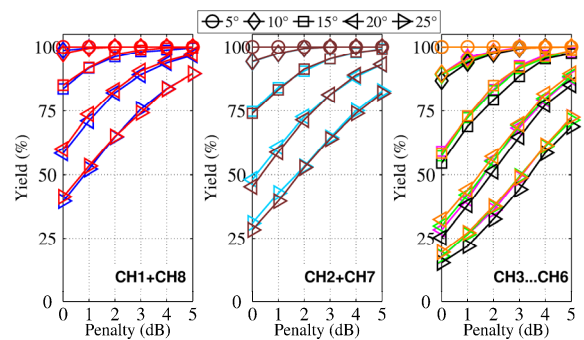 5° 10° 15° 20° 25°
100 100 100
75 75 75
50 50 50
25 25 25
0 0 0
Yield (%) Yield (%) Yield (%)
CH1+CH8 CH2+CH7 CH3...CH6
0 1 2 3 4 5 0 1 2 3 4 5 0 1 2 3 4 5
Penalty (dB) Penalty (dB) Penalty (dB)